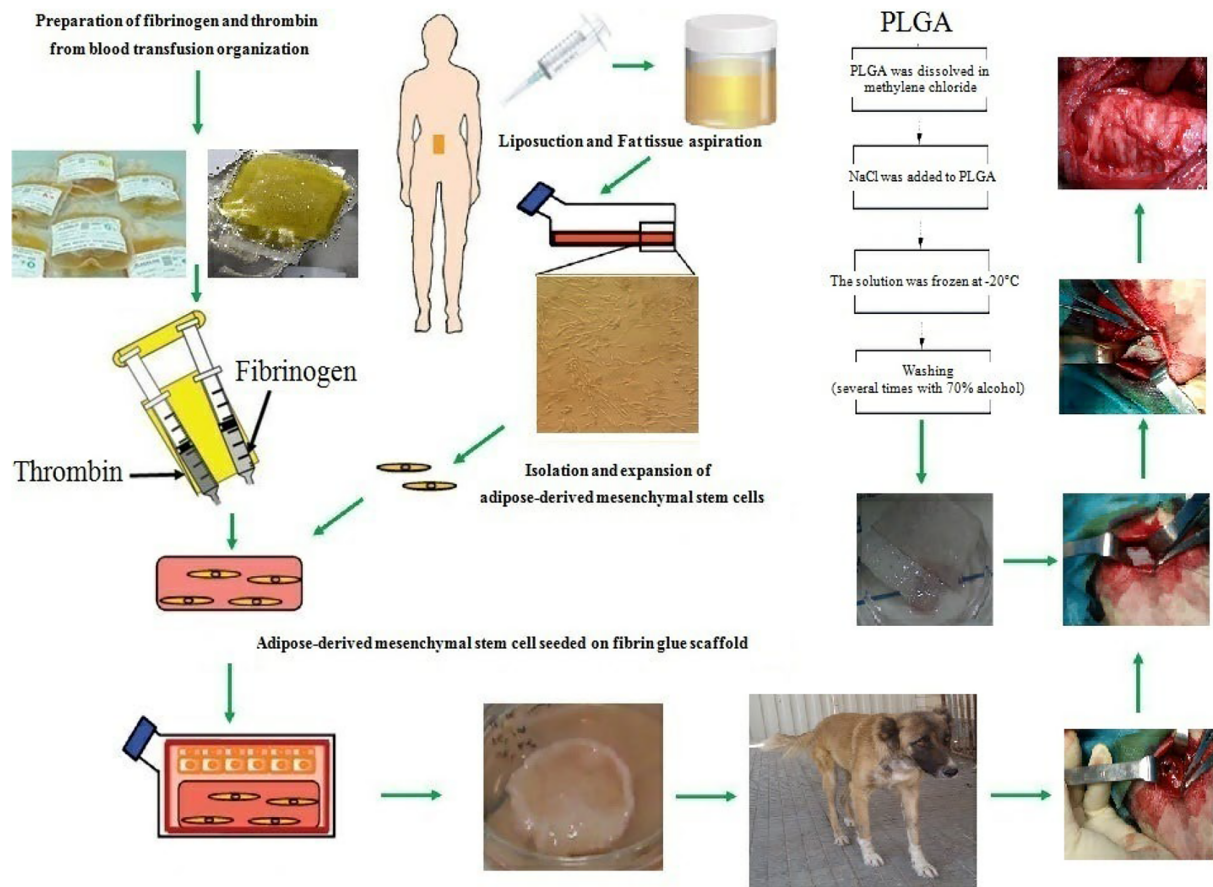 Preparation of fibrinogen and thrombin
from blood transfusion organization
Liposuction and Fat tissue aspiration
Fibrinogen
Thrombin
Isolation and expansion of
adipose-derived mesenchymal stem cells
Adipose-derived mesenchymal stem cell seeded on fibrin glue scaffold
PLGA
PLGA was dissolved in
methylene chloride
NaCl was added to PLGA
The solution was frozen at -20°C
Washing
(several times with 70% alcohol)